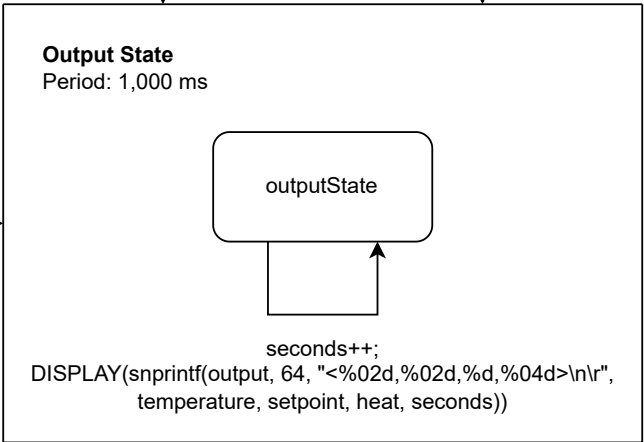 Output State
Period: 1,000 ms
outputState
seconds++;
DISPLAY(snprintf(output, 64, "<%02d,%02d,%d,%04d>\n\r",
temperature, setpoint, heat, seconds))